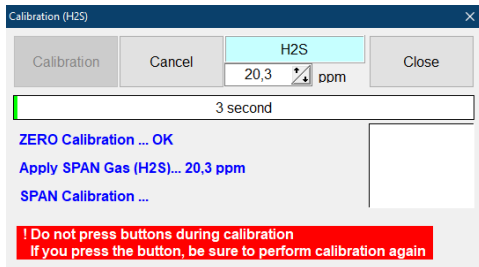 Calibration (H2S)
Calibration
Cancel
H2S
20,3
ppm
Close
3 second
ZERO Calibration ... OK
Apply SPAN Gas (H2S)... 20,3 ppm
SPAN Calibration ...
! Do not press buttons during calibration
If you press the button, be sure to perform calibration again